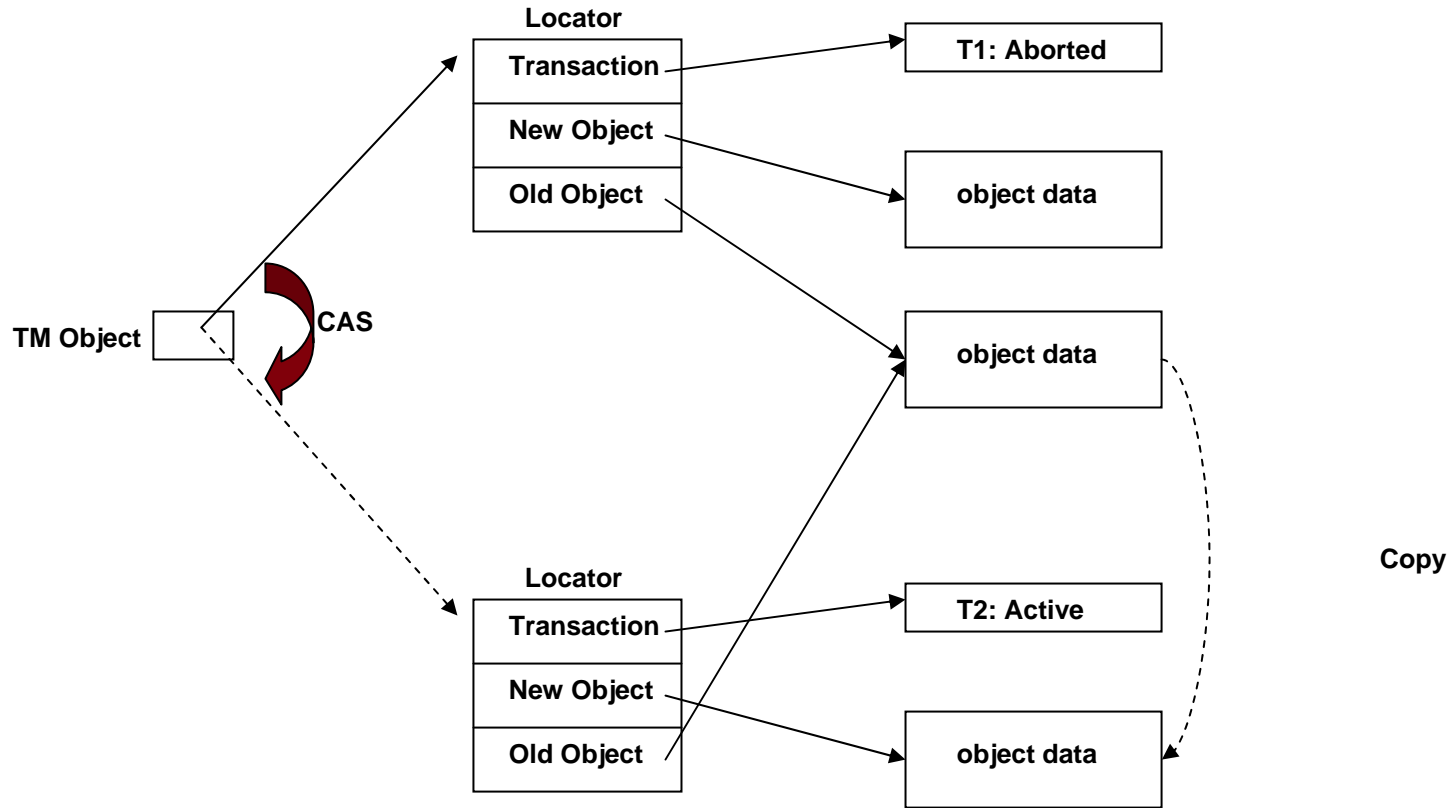 Locator
Transaction
New Object
Old Object
T1: Aborted
object data
object data
TM Object
CAS
Copy
Locator
Transaction
New Object
Old Object
T2: Active
object data